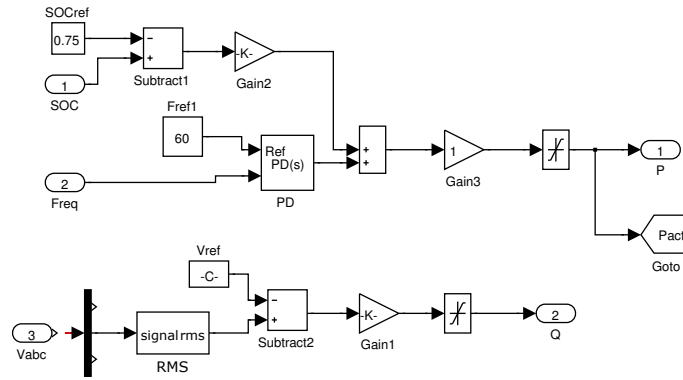 SOCref
0.75
−
+
Subtract1
1
SOC
-K-
Gain2
Fref1
60
Ref
PD(s)
PD
2
Freq
+
+
1
Gain3
1
P
Pact
Goto
Vref
-C-
−
+
Subtract2
3
Vabc
signal rms
RMS
-K-
Gain1
2
Q